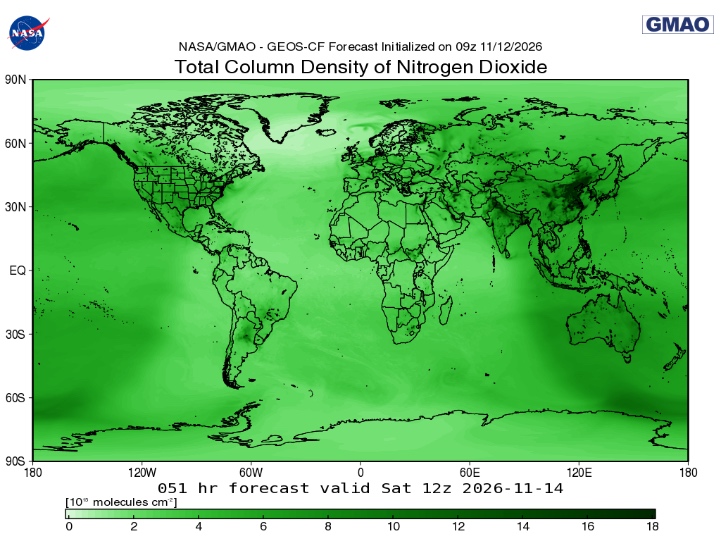 NASA
GMAO
NASA/GMAO - GEOS-CF Forecast Initialized on 09z 11/12/2026
Total Column Density of Nitrogen Dioxide
90N
60N
30N
EQ
30S
60S
90S
180 120W 60W 0 60E 120E 180
051 hr forecast valid Sat 12z 2026-11-14
[10¹⁵ molecules cm⁻²]
0 2 4 6 8 10 12 14 16 18